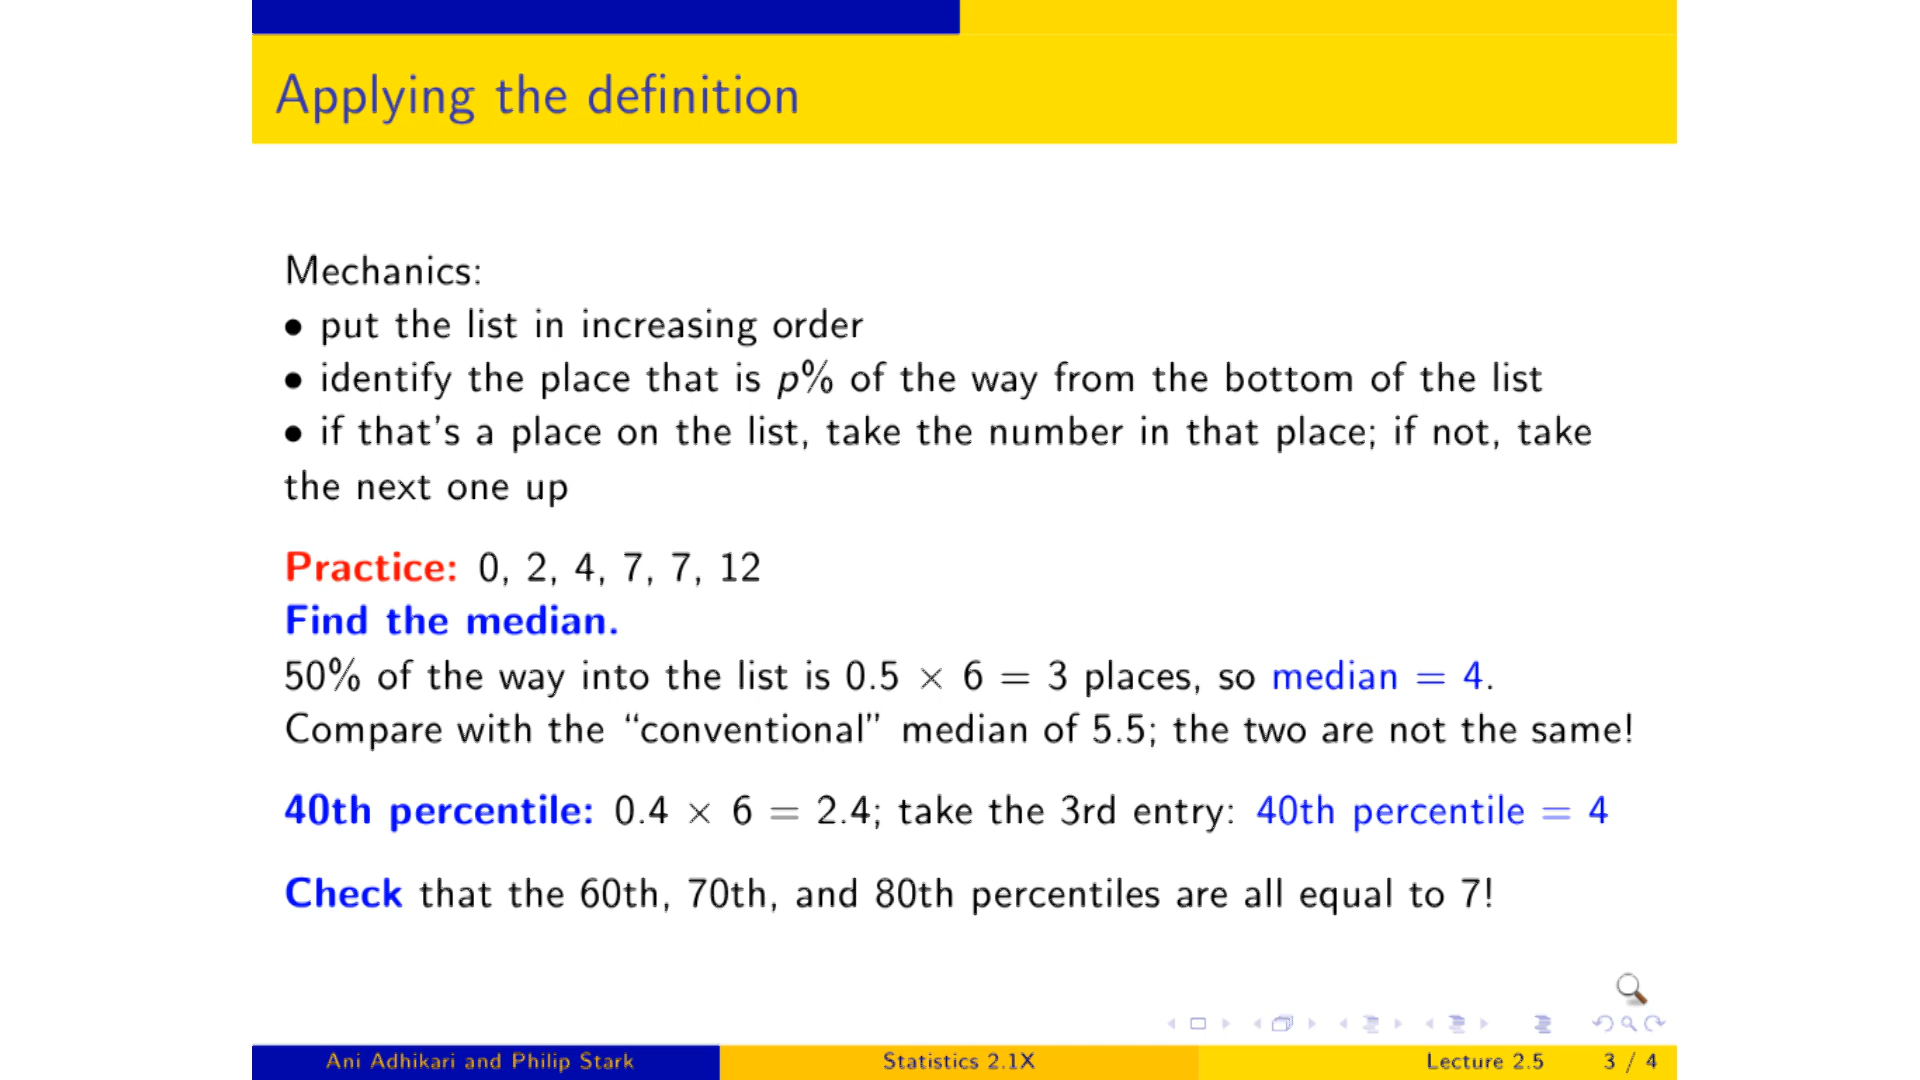 Applying the definition
Mechanics:
• put the list in increasing order
• identify the place that is p% of the way from the bottom of the list
• if that's a place on the list, take the number in that place; if not, take
the next one up
Practice: 0, 2, 4, 7, 7, 12
Find the median.
50% of the way into the list is 0.5 × 6 = 3 places, so median = 4.
Compare with the “conventional” median of 5.5; the two are not the same!
40th percentile: 0.4 × 6 = 2.4; take the 3rd entry: 40th percentile = 4
Check that the 60th, 70th, and 80th percentiles are all equal to 7!
Ani Adhikari and Philip Stark
Statistics 2.1X
Lecture 2.5
3 / 4